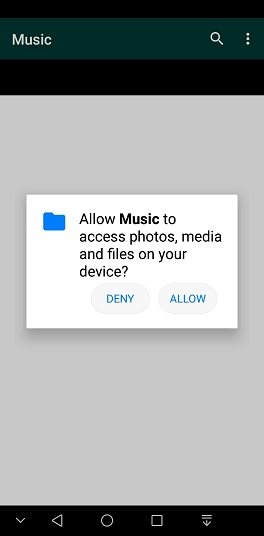 Music
Allow Music to
access photos, media
and files on your
device?
DENY ALLOW